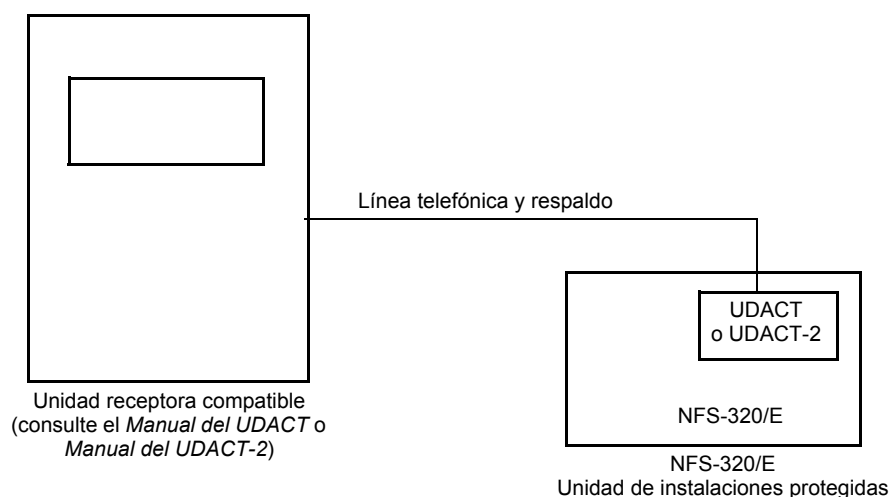 Línea telefónica y respaldo
UDACT
o UDACT-2
NFS-320/E
Unidad receptora compatible
(consulte el Manual del UDACT o
Manual del UDACT-2)
NFS-320/E
Unidad de instalaciones protegidas